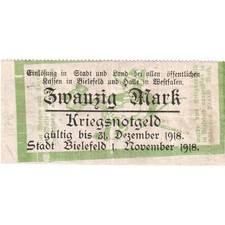 Einlösung in Stadt und Land bei allen öffentlichen
Kassen in Bielefeld und Halle in Westfalen.
Zwanzig Mark
Kriegsnotgeld
gültig bis 31. Dezember 1918.
Stadt Bielefeld 1. November 1918.